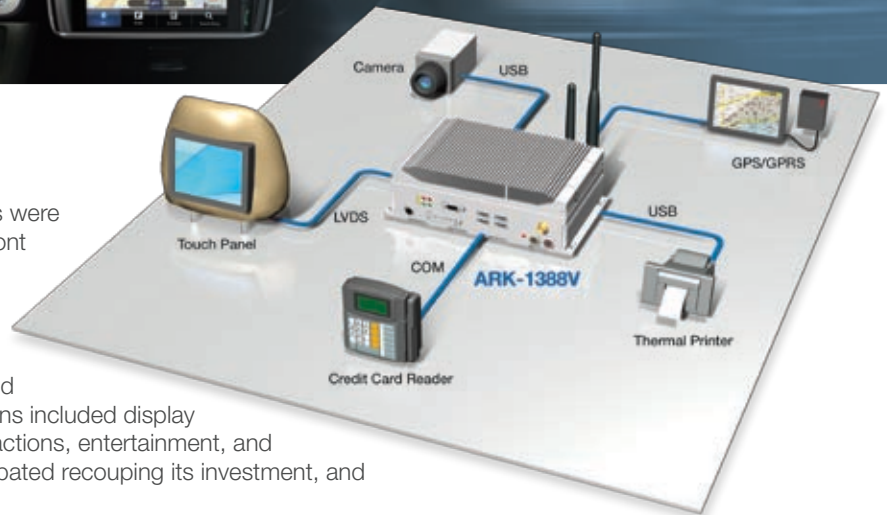 Camera
USB
GPS/GPRS
s were
ont
LVDS
USB
Touch Panel
COM
ARK-1388V
Thermal Printer
Credit Card Reader
d
ns included display
actions, entertainment, and
pated recouping its investment, and